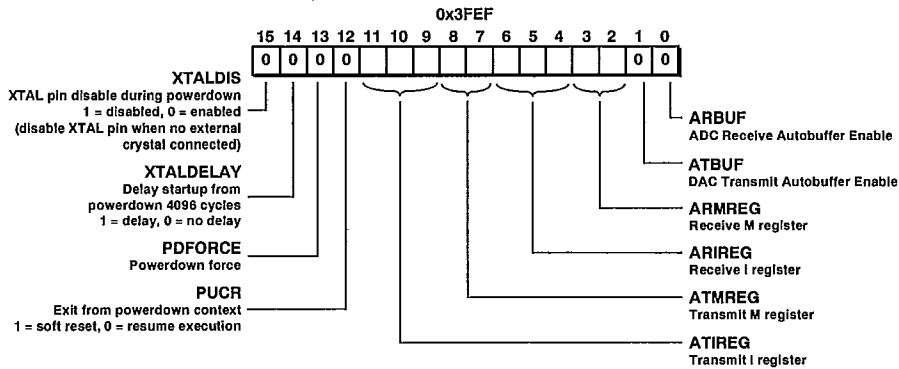 0x3FEF
15 14 13 12 11 10 9 8 7 6 5 4 3 2 1 0
0 0 0 0 0 0
XTALDIS
XTAL pin disable during powerdown
1 = disabled, 0 = enabled
(disable XTAL pin when no external
crystal connected)
XTALDELAY
Delay startup from
powerdown 4096 cycles
1 = delay, 0 = no delay
PDFORCE
Powerdown force
PUCR
Exit from powerdown context
1 = soft reset, 0 = resume execution
ARBUF
ADC Receive Autobuffer Enable
ATBUF
DAC Transmit Autobuffer Enable
ARMREG
Receive M register
ARIREG
Receive I register
ATMREG
Transmit M register
ATIREG
Transmit I register